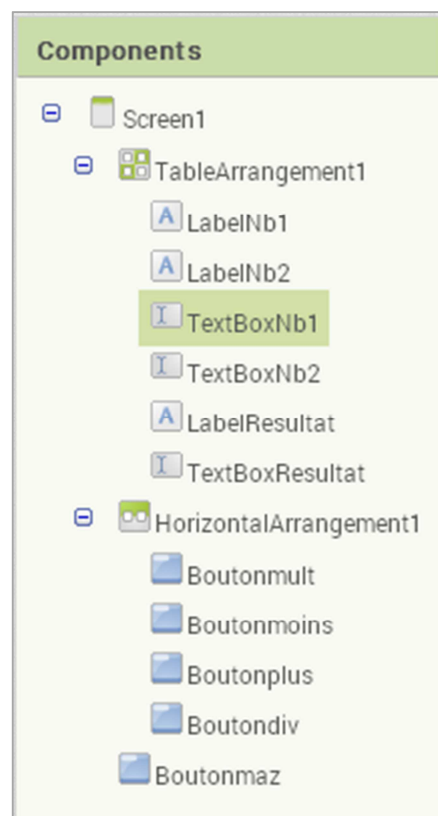 Components
Screen1
TableArrangement1
A LabelNb1
A LabelNb2
TextBoxNb1
TextBoxNb2
A LabelResultat
TextBoxResultat
HorizontalArrangement1
Boutonmult
Boutonmoins
Boutonplus
Boutondiv
Boutonmaz